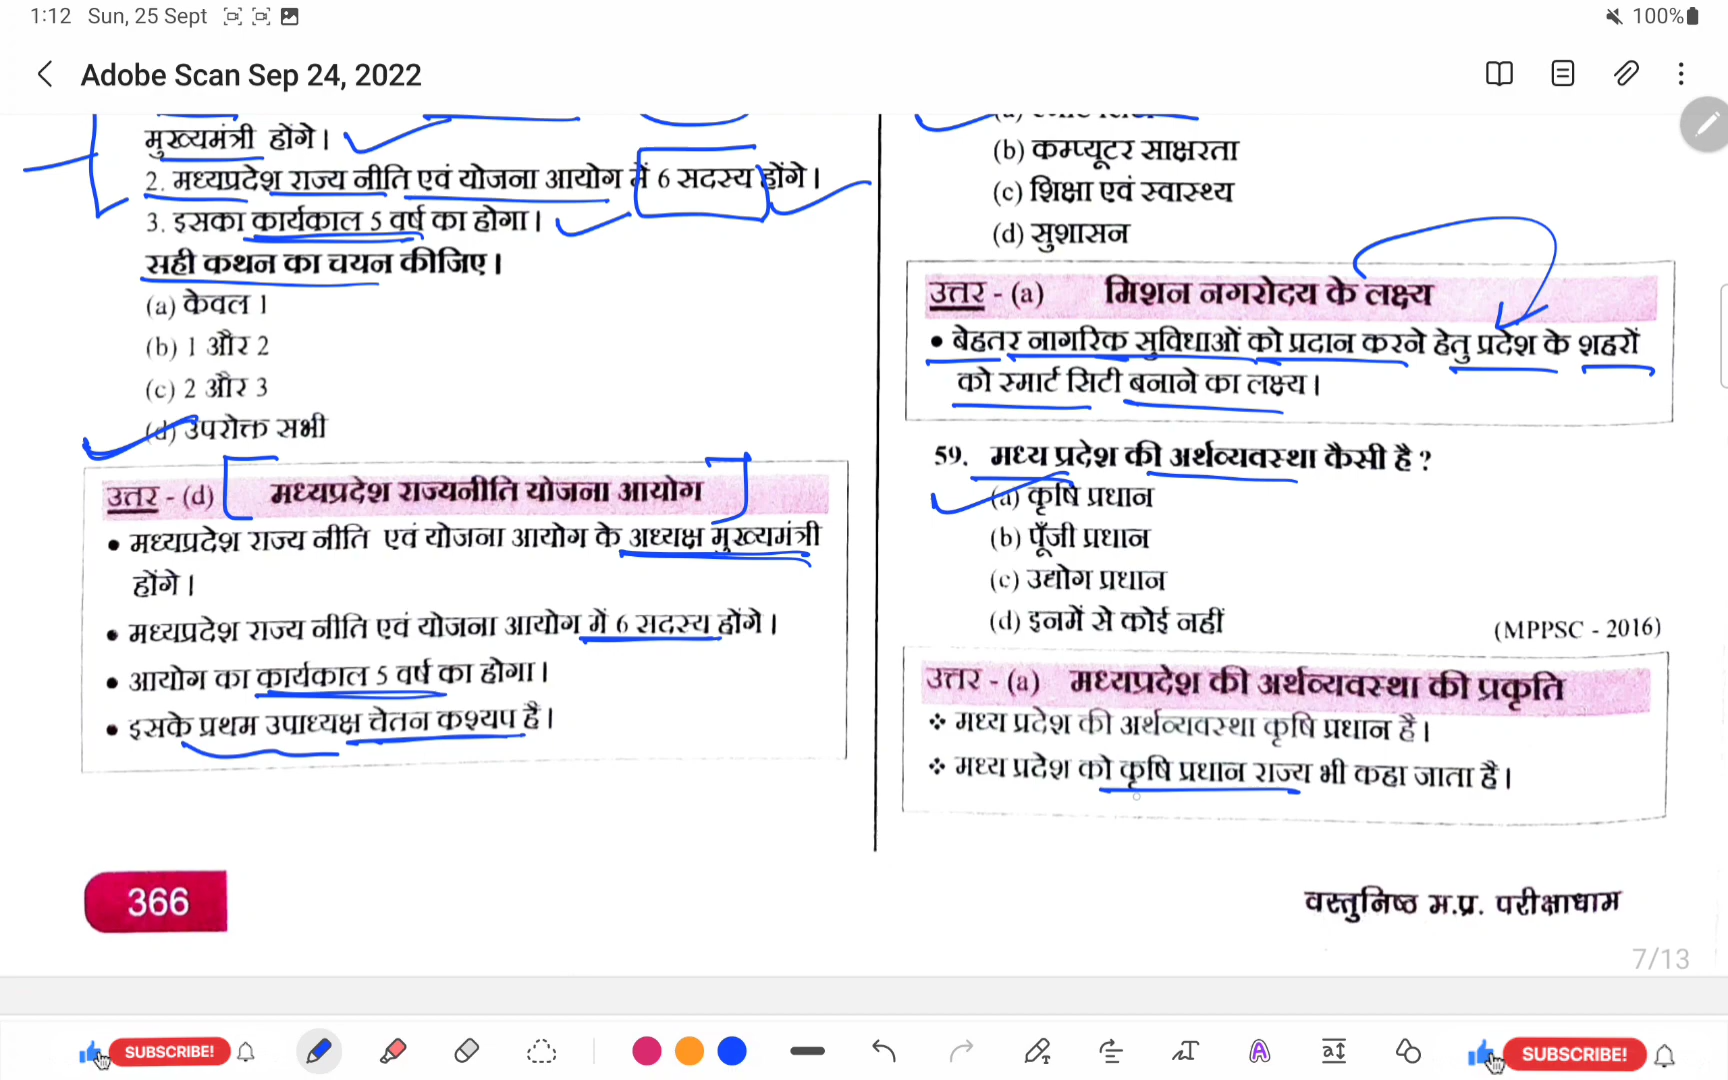 1:12 Sun, 25 Sept
100%
Adobe Scan Sep 24, 2022
मुख्यमंत्री होंगे।
2. मध्यप्रदेश राज्य नीति एवं योजना आयोग में 6 सदस्य होंगे।
3. इसका कार्यकाल 5 वर्ष का होगा।
सही कथन का चयन कीजिए।
(a) केवल 1
(b) 1 और 2
(c) 2 और 3
(d) उपरोक्त सभी
उत्तर - (d) मध्यप्रदेश राज्यनीति योजना आयोग
• मध्यप्रदेश राज्य नीति एवं योजना आयोग के अध्यक्ष मुख्यमंत्री
होंगे।
• मध्यप्रदेश राज्य नीति एवं योजना आयोग में 6 सदस्य होंगे।
• आयोग का कार्यकाल 5 वर्ष का होगा।
• इसके प्रथम उपाध्यक्ष चेतन कश्यप है।
366
(b) कम्प्यूटर साक्षरता
(c) शिक्षा एवं स्वास्थ्य
(d) सुशासन
उत्तर - (a) मिशन नगरोदय के लक्ष्य
• बेहतर नागरिक सुविधाओं को प्रदान करने हेतु प्रदेश के शहरों
को स्मार्ट सिटी बनाने का लक्ष्य।
59. मध्य प्रदेश की अर्थव्यवस्था कैसी है ?
(a) कृषि प्रधान
(b) पूँजी प्रधान
(c) उद्योग प्रधान
(d) इनमें से कोई नहीं
(MPPSC - 2016)
उत्तर - (a) मध्यप्रदेश की अर्थव्यवस्था की प्रकृति
❖ मध्य प्रदेश की अर्थव्यवस्था कृषि प्रधान है।
❖ मध्य प्रदेश को कृषि प्रधान राज्य भी कहा जाता है।
वस्तुनिष्ठ म.प्र. परीक्षाधाम
7/13
SUBSCRIBE!
SUBSCRIBE!